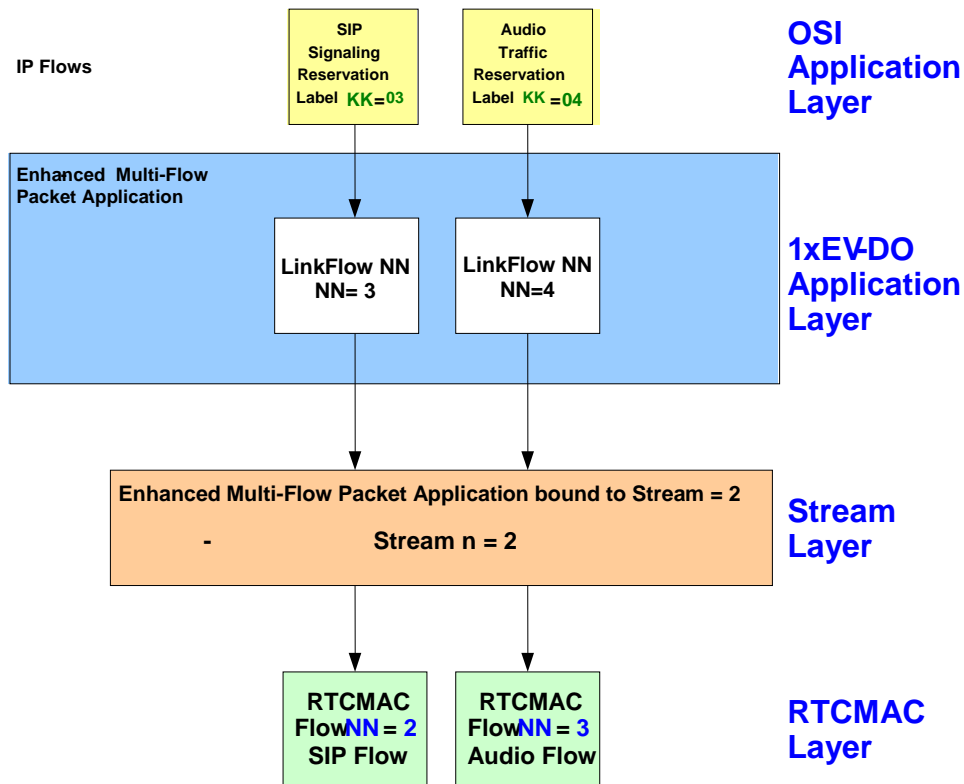 IP Flows
SIP
Signaling
Reservation
Label KK=03
Audio
Traffic
Reservation
Label KK =04
OSI
Application
Layer
Enhanced Multi-Flow
Packet Application
LinkFlow NN
NN= 3
LinkFlow NN
NN=4
1xEV-DO
Application
Layer
Enhanced Multi-Flow Packet Application bound to Stream = 2
- Stream n = 2
Stream
Layer
RTCMAC
FlowNN = 2
SIP Flow
RTCMAC
FlowNN = 3
Audio Flow
RTCMAC
Layer